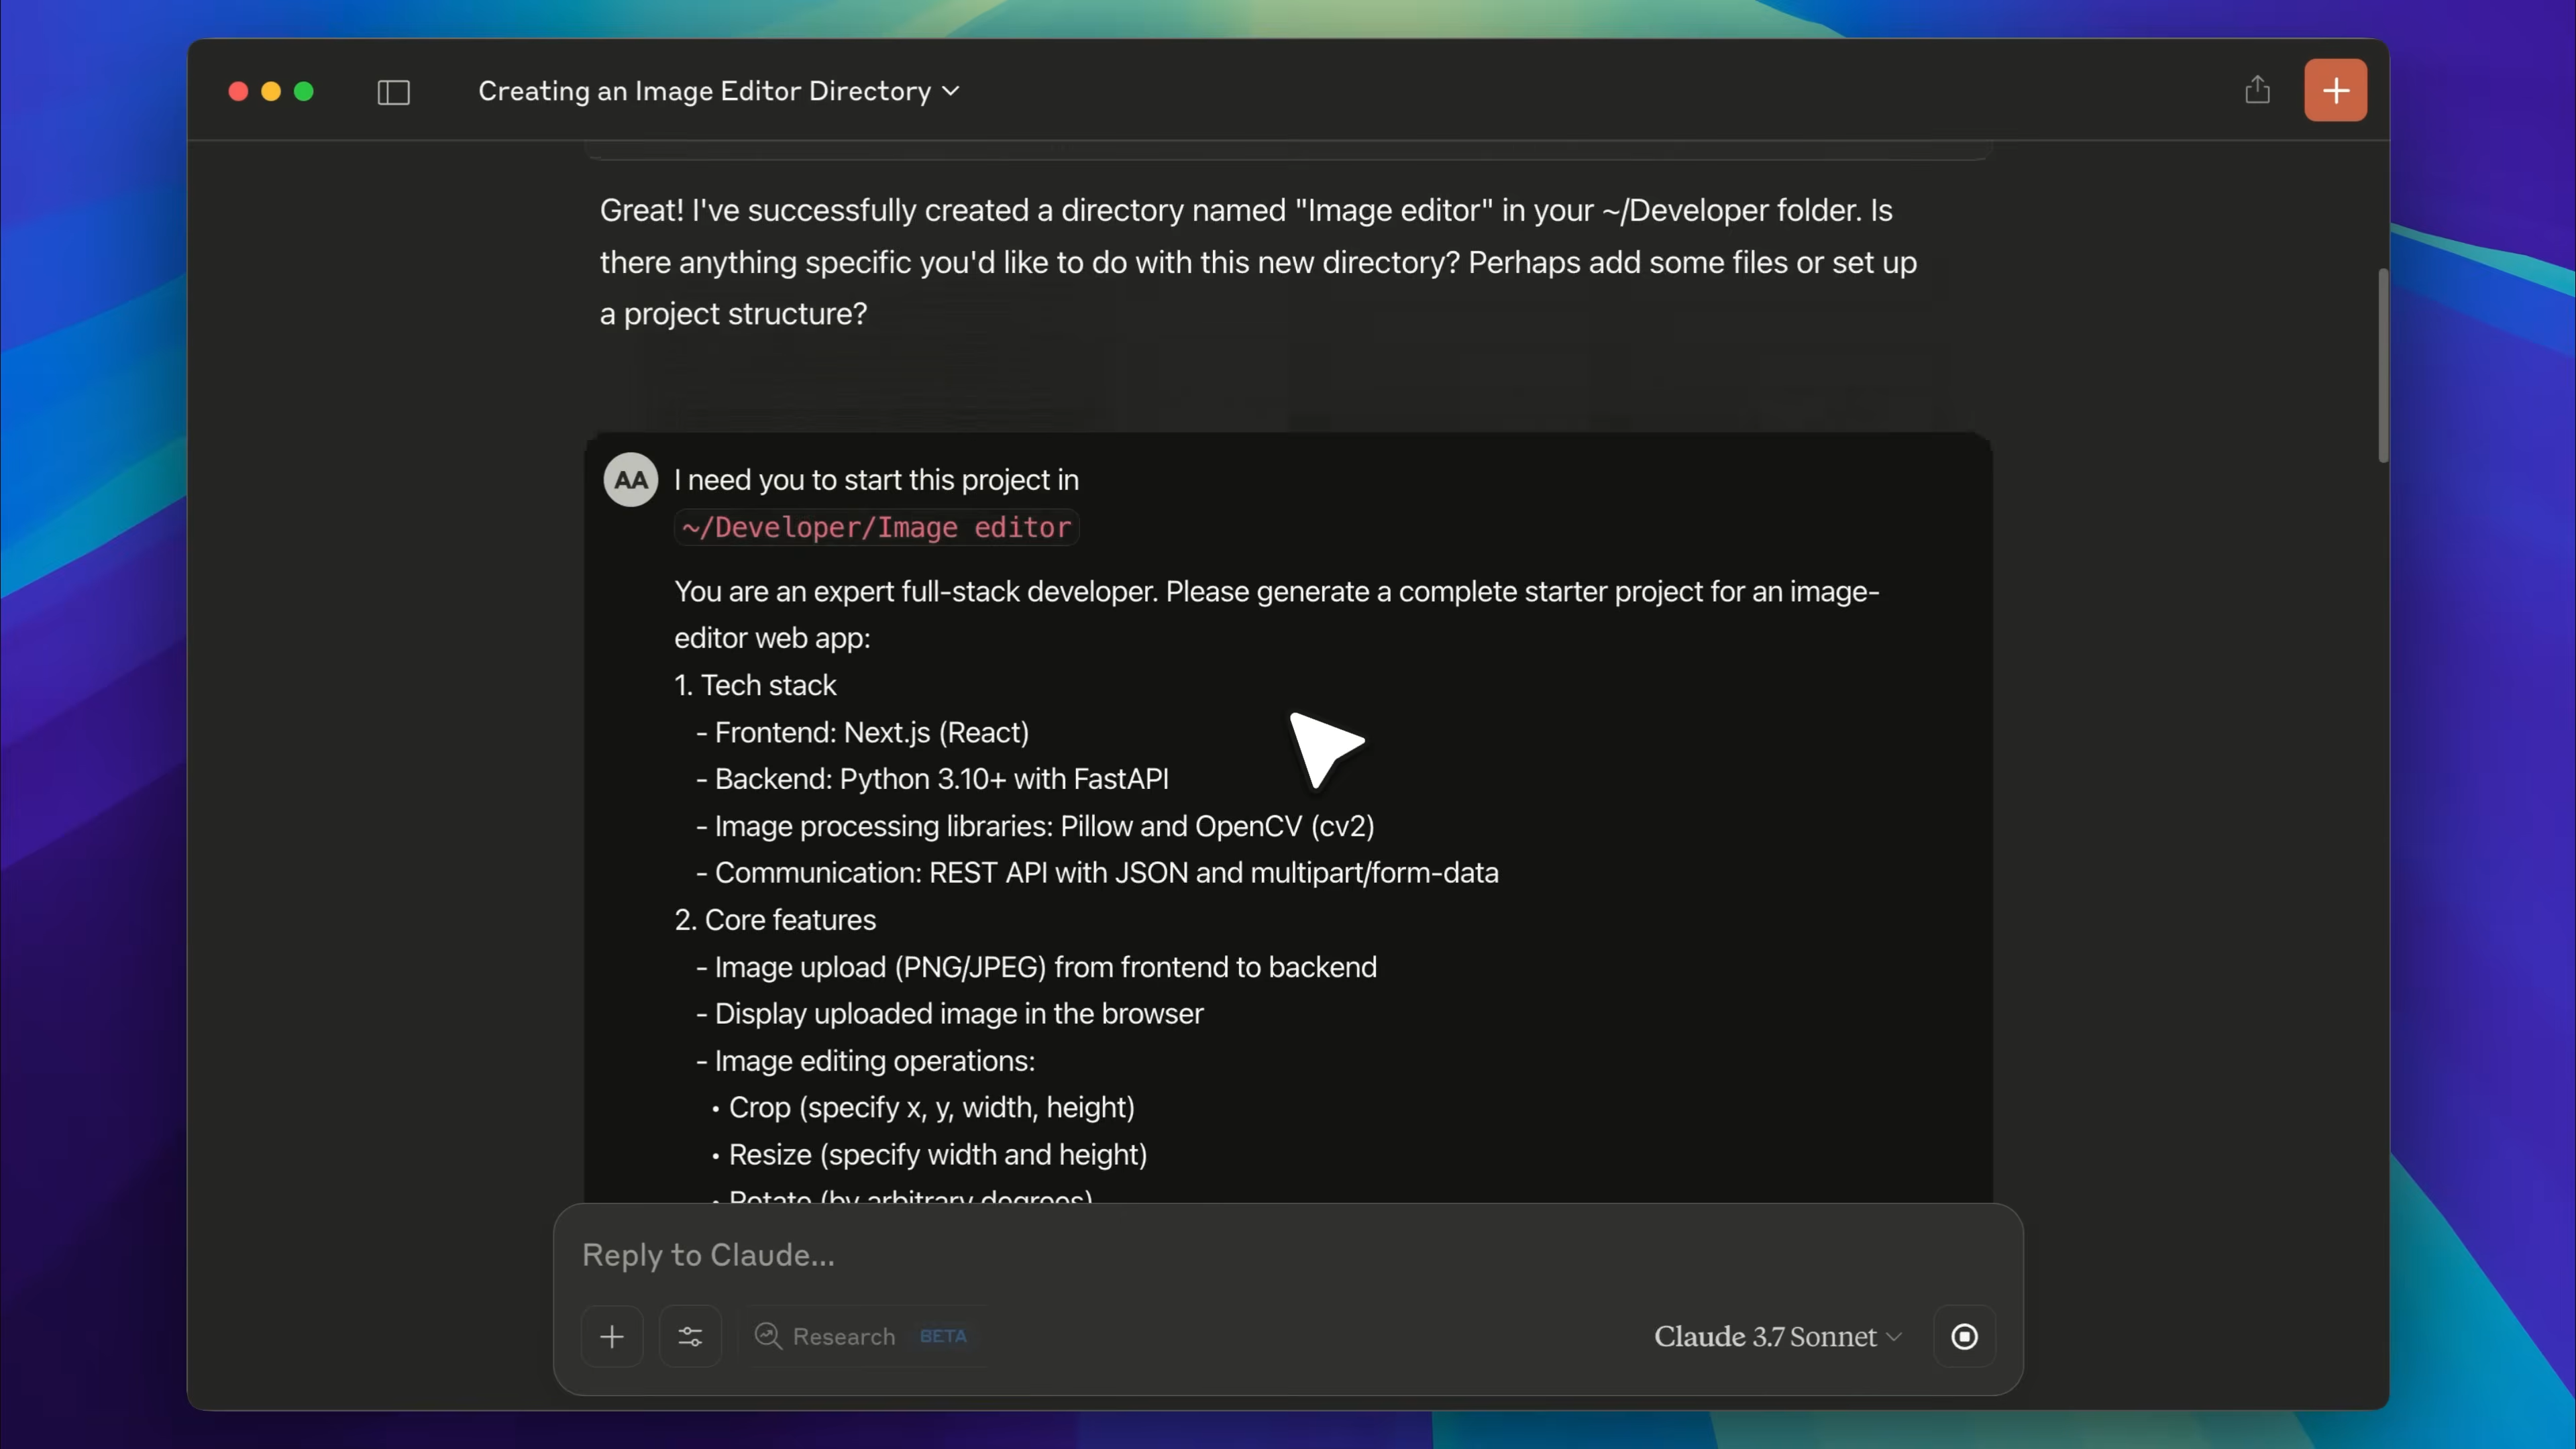 Creating an Image Editor Directory
Great! I've successfully created a directory named "Image editor" in your ~/Developer folder. Is
there anything specific you'd like to do with this new directory? Perhaps add some files or set up
a project structure?
AA
I need you to start this project in
~/Developer/Image editor
You are an expert full-stack developer. Please generate a complete starter project for an image-
editor web app:
1. Tech stack
- Frontend: Next.js (React)
- Backend: Python 3.10+ with FastAPI
- Image processing libraries: Pillow and OpenCV (cv2)
- Communication: REST API with JSON and multipart/form-data
2. Core features
- Image upload (PNG/JPEG) from frontend to backend
- Display uploaded image in the browser
- Image editing operations:
• Crop (specify x, y, width, height)
• Resize (specify width and height)
• Rotate (by arbitrary degrees)
Reply to Claude...
Research BETA
Claude 3.7 Sonnet